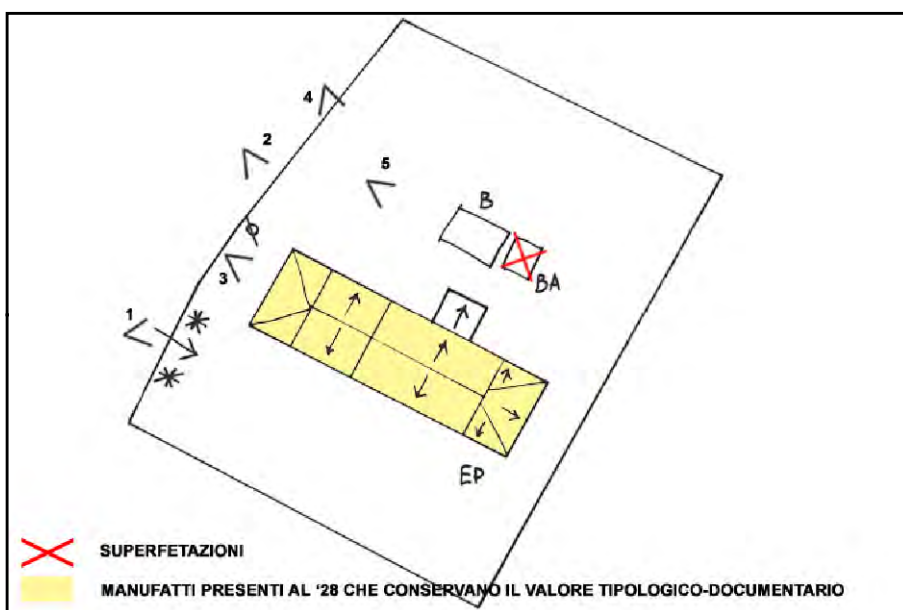 4
2
5
B
BA
3
1
EP
SUPERFETAZIONI
MANUFATTI PRESENTI AL '28 CHE CONSERVANO IL VALORE TIPOLOGICO-DOCUMENTARIO